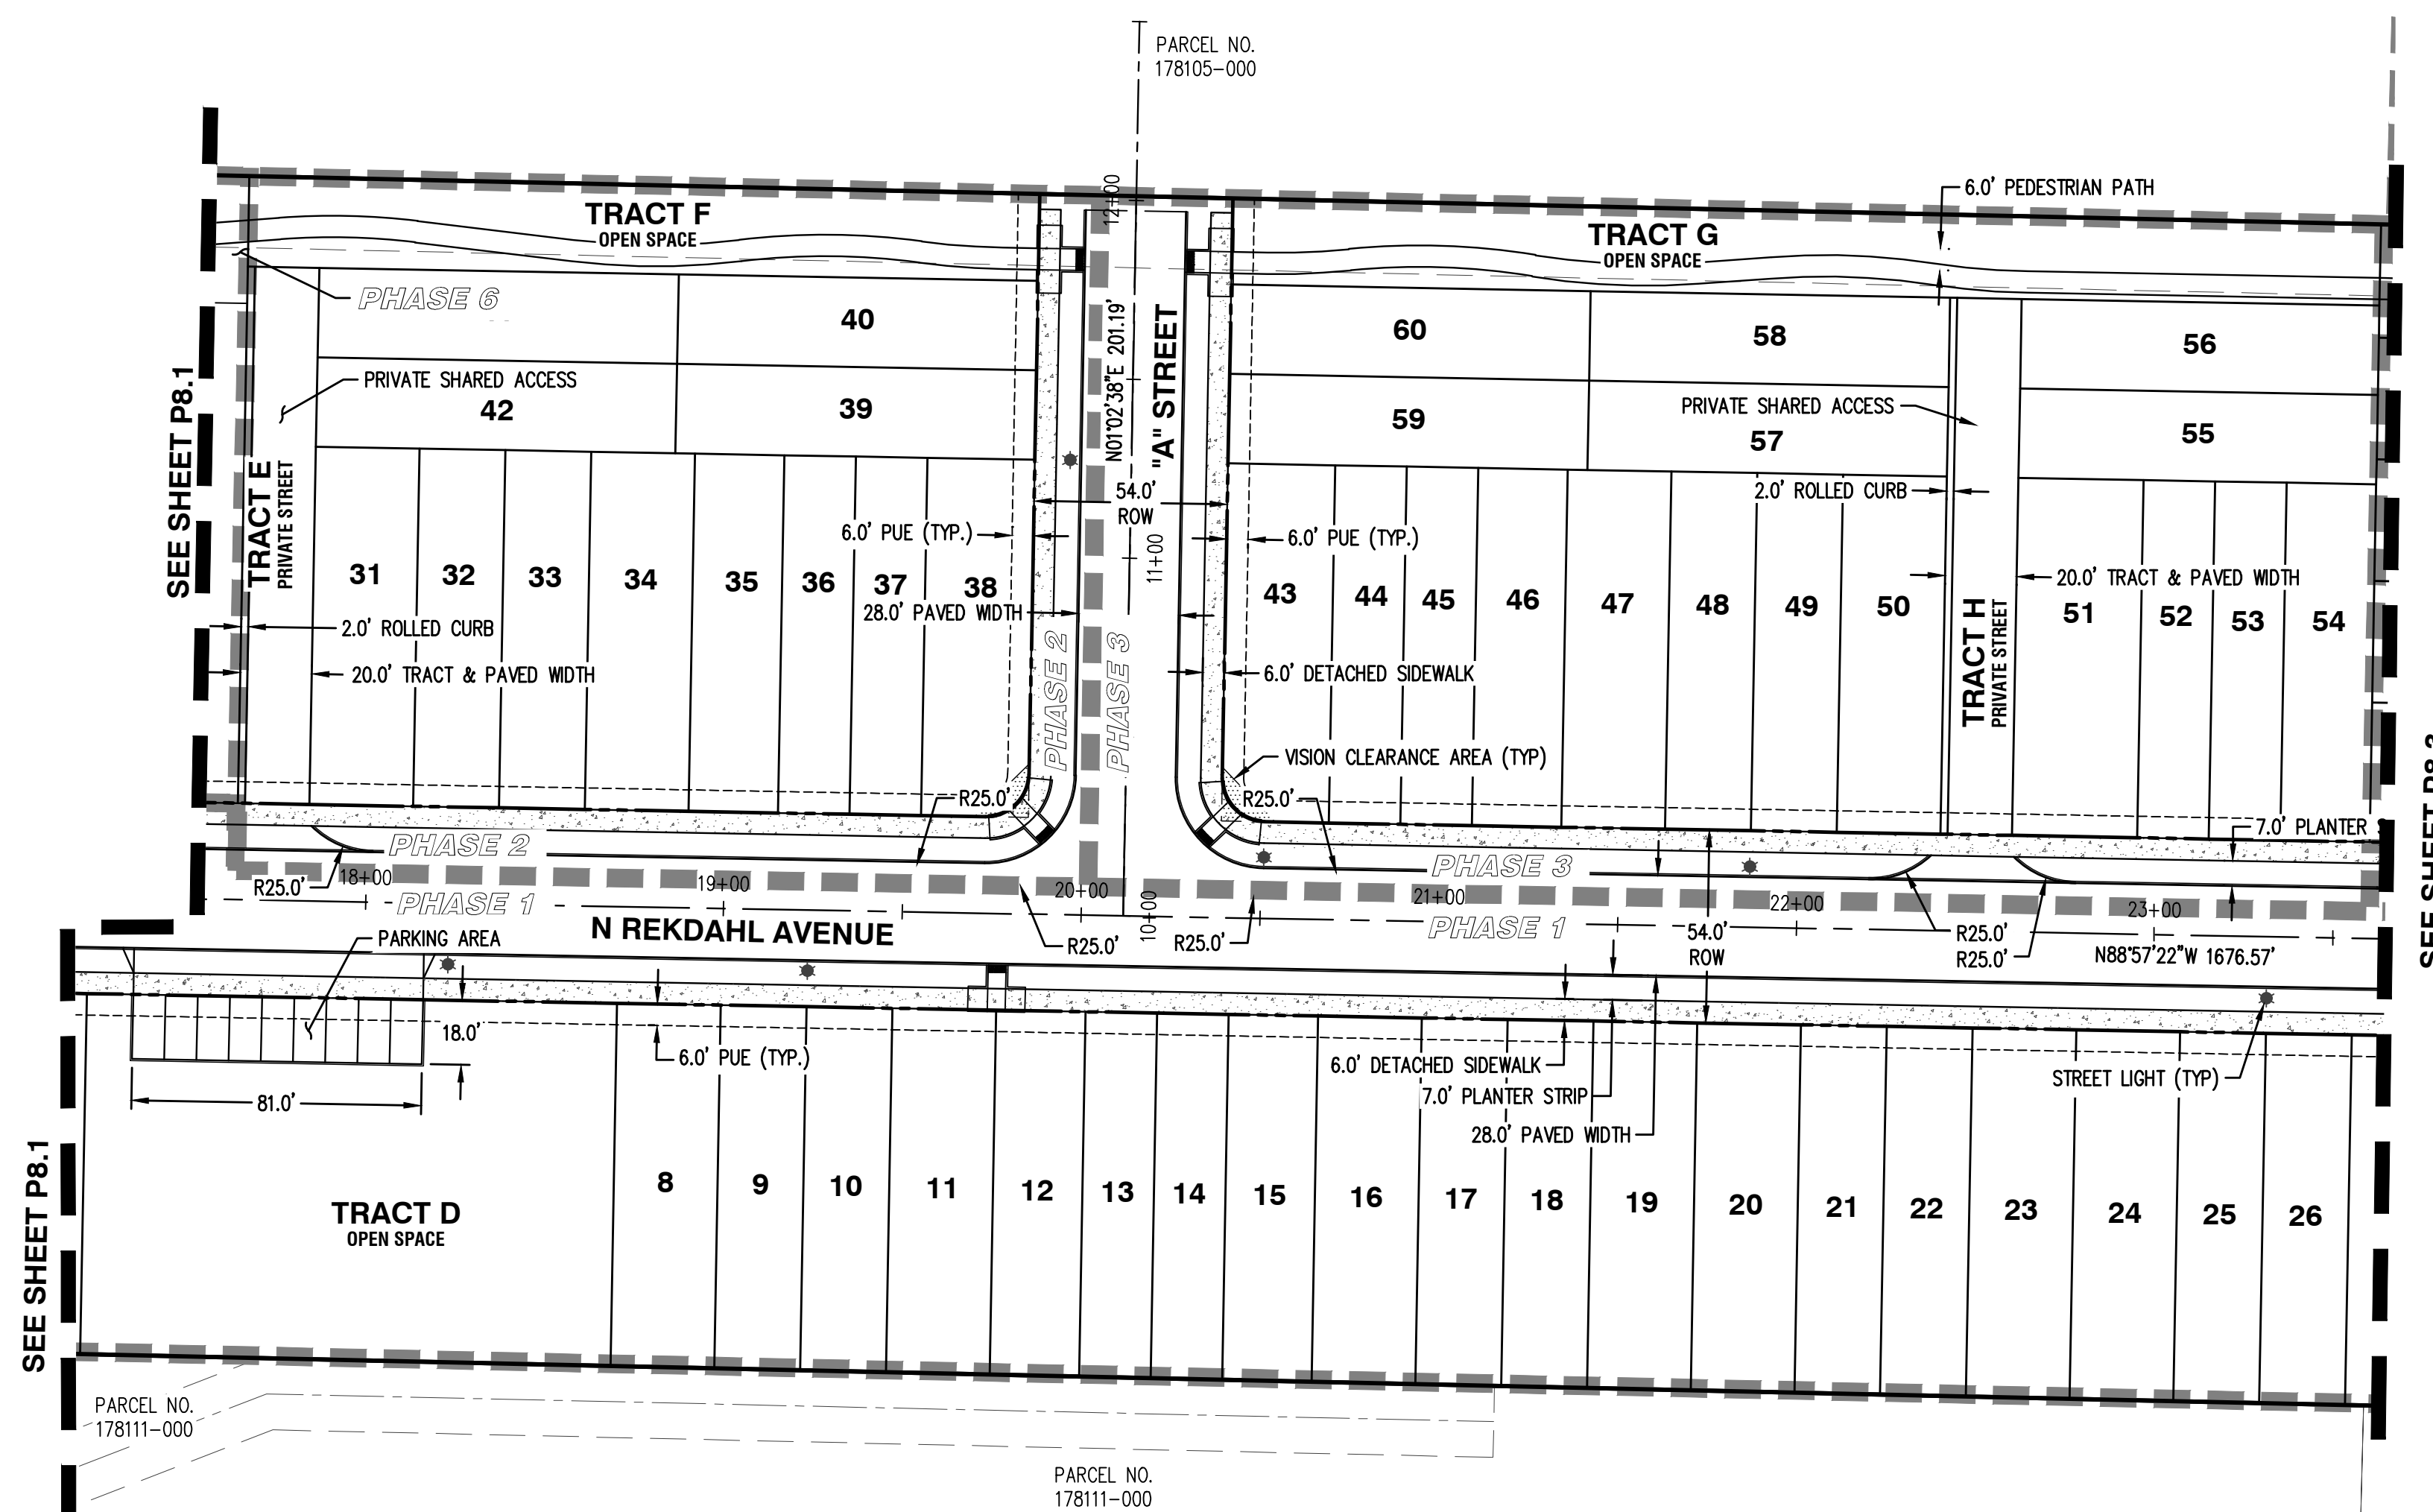 PARCEL NO.
178105-000
6.0' PEDESTRIAN PATH
TRACT F
OPEN SPACE
TRACT G
OPEN SPACE
12+00
PHASE 6
40
60
58
56
N01°02'38"E 201.19'
"A" STREET
SEE SHEET P8.1
PRIVATE SHARED ACCESS
42
39
59
PRIVATE SHARED ACCESS
57
55
TRACT E
PRIVATE STREET
54.0'
ROW
2.0' ROLLED CURB
6.0' PUE (TYP.)
6.0' PUE (TYP.)
11+00
31
32
33
34
35
36
37
38
43
44
45
46
47
48
49
50
20.0' TRACT & PAVED WIDTH
51
52
53
54
28.0' PAVED WIDTH
2.0' ROLLED CURB
20.0' TRACT & PAVED WIDTH
PHASE 2
PHASE 3
6.0' DETACHED SIDEWALK
TRACT H
PRIVATE STREET
VISION CLEARANCE AREA (TYP)
R25.0'
R25.0'
7.0' PLANTER
PHASE 2
PHASE 3
R25.0'
18+00
19+00
20+00
21+00
22+00
23+00
PHASE 1
N REKDAHL AVENUE
10+00
PHASE 1
R25.0'
R25.0'
54.0'
ROW
R25.0'
R25.0'
N88°57'22"W 1676.57'
PARKING AREA
18.0'
81.0'
6.0' PUE (TYP.)
6.0' DETACHED SIDEWALK
7.0' PLANTER STRIP
28.0' PAVED WIDTH
STREET LIGHT (TYP)
SEE SHEET P8.1
TRACT D
OPEN SPACE
8
9
10
11
12
13
14
15
16
17
18
19
20
21
22
23
24
25
26
PARCEL NO.
178111-000
PARCEL NO.
178111-000